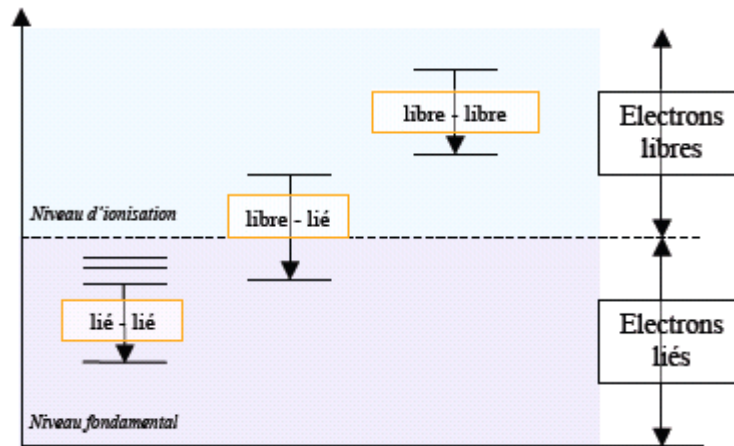 libre - libre
Electrons
libres
Niveau d'ionisation
libre - lié
lié - lié
Electrons
liés
Niveau fondamental